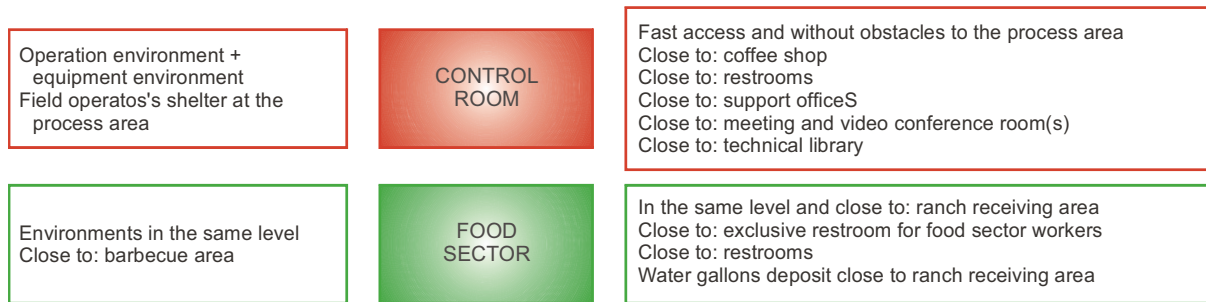 Operation environment +
equipment environment
Field operatos's shelter at the
process area
CONTROL
ROOM
Fast access and without obstacles to the process area
Close to: coffee shop
Close to: restrooms
Close to: support officeS
Close to: meeting and video conference room(s)
Close to: technical library
Environments in the same level
Close to: barbecue area
FOOD
SECTOR
In the same level and close to: ranch receiving area
Close to: exclusive restroom for food sector workers
Close to: restrooms
Water gallons deposit close to ranch receiving area